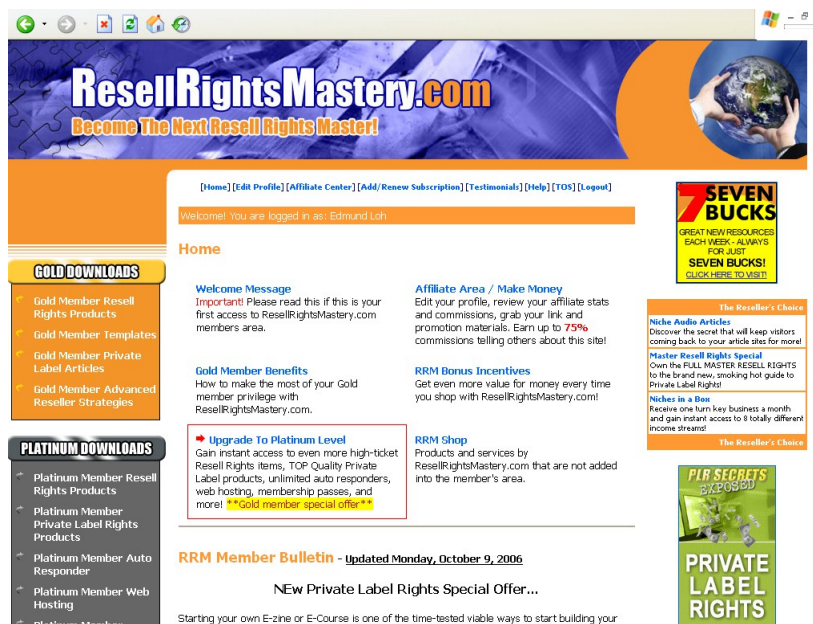 ResellRightsMastery.com
Become The Next Resell Rights Master!
[Home] [Edit Profile] [Affiliate Center] [Add/Renew Subscription] [Testimonials] [Help] [TOS] [Logout]
Welcome! You are logged in as: Edmund Loh
Home
GOLD DOWNLOADS
Gold Member Resell
Rights Products
Gold Member Templates
Gold Member Private
Label Articles
Gold Member Advanced
Reseller Strategies
PLATINUM DOWNLOADS
Platinum Member Resell
Rights Products
Platinum Member
Private Label Rights
Products
Platinum Member Auto
Responder
Platinum Member Web
Hosting
Platinum Member
Welcome Message
Important! Please read this if this is your
first access to ResellRightsMastery.com
members area.
Affiliate Area / Make Money
Edit your profile, review your affiliate stats
and commissions, grab your link and
promotion materials. Earn up to 75%
commissions telling others about this site!
Gold Member Benefits
How to make the most of your Gold
member privilege with
ResellRightsMastery.com.
RRM Bonus Incentives
Get even more value for money every time
you shop with ResellRightsMastery.com!
Upgrade To Platinum Level
Gain instant access to even more high-ticket
Resell Rights items, TOP Quality Private
Label products, unlimited auto responders,
web hosting, membership passes, and
more! **Gold member special offer**
RRM Shop
Products and services by
ResellRightsMastery.com that are not added
into the member's area.
RRM Member Bulletin - Updated Monday, October 9, 2006
NEw Private Label Rights Special Offer...
Starting your own E-zine or E-Course is one of the time-tested viable ways to start building your
7 SEVEN
BUCKS
GREAT NEW RESOURCES
EACH WEEK - ALWAYS
FOR JUST
SEVEN BUCKS!
CLICK HERE TO VISIT!
The Reseller's Choice
Niche Audio Articles
Discover the secret that will keep visitors
coming back to your article sites for more!
Master Resell Rights Special
Own the FULL MASTER RESELL RIGHTS
to the brand new, smoking hot guide to
Private Label Rights!
Niches in a Box
Receive one turn key business a month
and gain instant access to 8 totally different
income streams!
The Reseller's Choice
PLR SECRETS
EXPOSED
PRIVATE
LABEL
RIGHTS